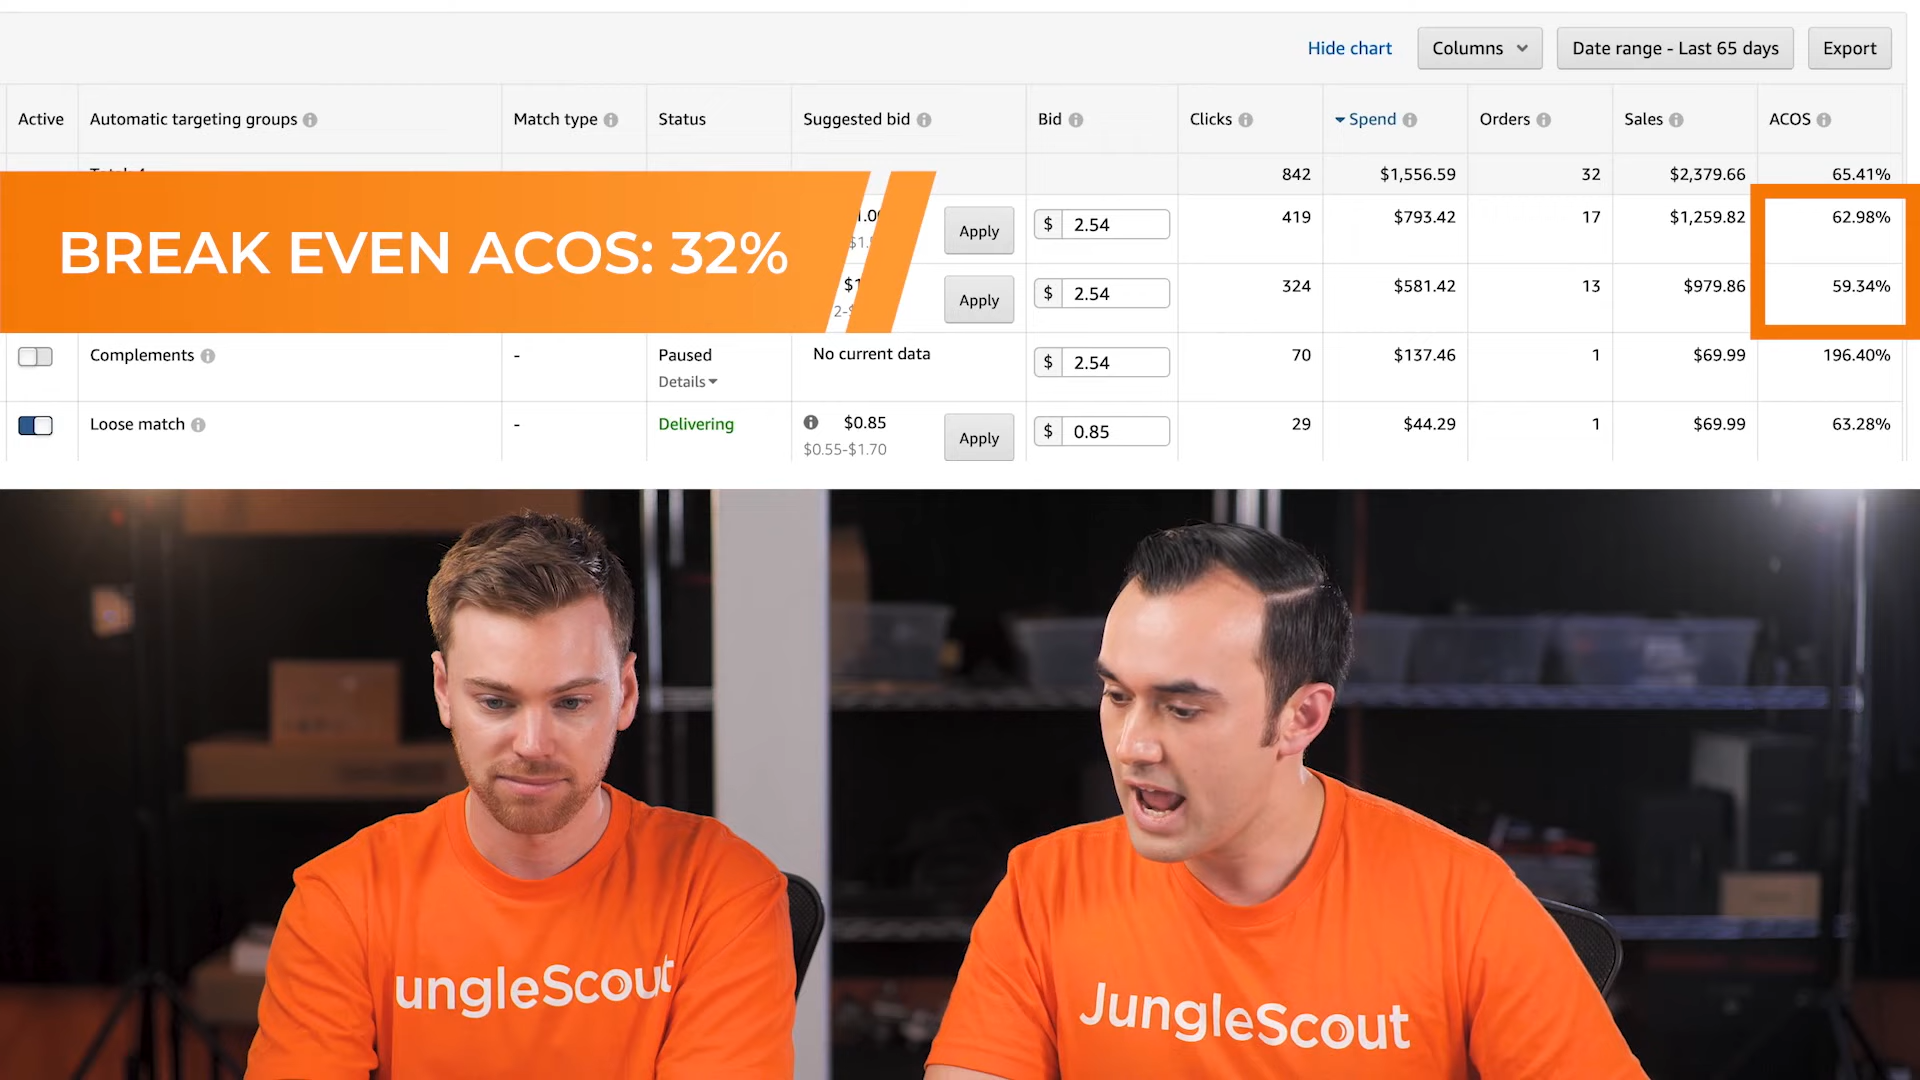 Hide chart Columns Date range - Last 65 days Export
Active Automatic targeting groups Match type Status Suggested bid Bid Clicks Spend Orders Sales ACOS
842 $1,556.59 32 $2,379.66 65.41%
BREAK EVEN ACOS: 32%
Apply $ 2.54 419 $793.42 17 $1,259.82 62.98%
Apply $ 2.54 324 $581.42 13 $979.86 59.34%
Complements - Paused No current data $ 2.54 70 $137.46 1 $69.99 196.40%
Details
Loose match - Delivering $0.85 Apply $ 0.85 29 $44.29 1 $69.99 63.28%
$0.55-$1.70
ungleScout
JungleScout